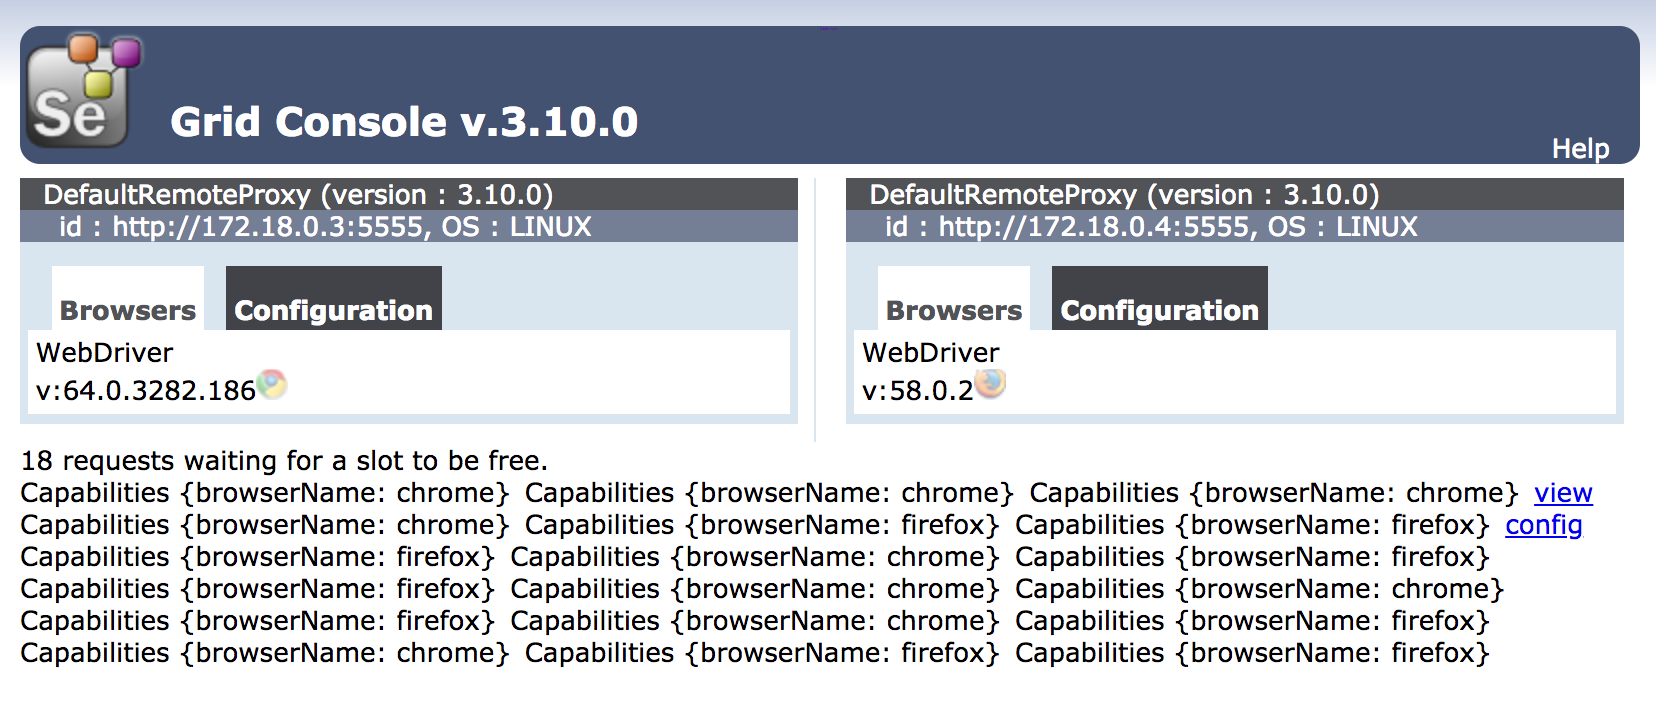 Se
Grid Console v.3.10.0
Help
DefaultRemoteProxy (version : 3.10.0)
id : http://172.18.0.3:5555, OS : LINUX
Browsers Configuration
WebDriver
v:64.0.3282.186
DefaultRemoteProxy (version : 3.10.0)
id : http://172.18.0.4:5555, OS : LINUX
Browsers Configuration
WebDriver
v:58.0.2
18 requests waiting for a slot to be free.
Capabilities {browserName: chrome} Capabilities {browserName: chrome} Capabilities {browserName: chrome} view
Capabilities {browserName: chrome} Capabilities {browserName: firefox} Capabilities {browserName: firefox} config
Capabilities {browserName: firefox} Capabilities {browserName: chrome} Capabilities {browserName: firefox}
Capabilities {browserName: firefox} Capabilities {browserName: chrome} Capabilities {browserName: chrome}
Capabilities {browserName: firefox} Capabilities {browserName: chrome} Capabilities {browserName: firefox}
Capabilities {browserName: chrome} Capabilities {browserName: firefox} Capabilities {browserName: firefox}